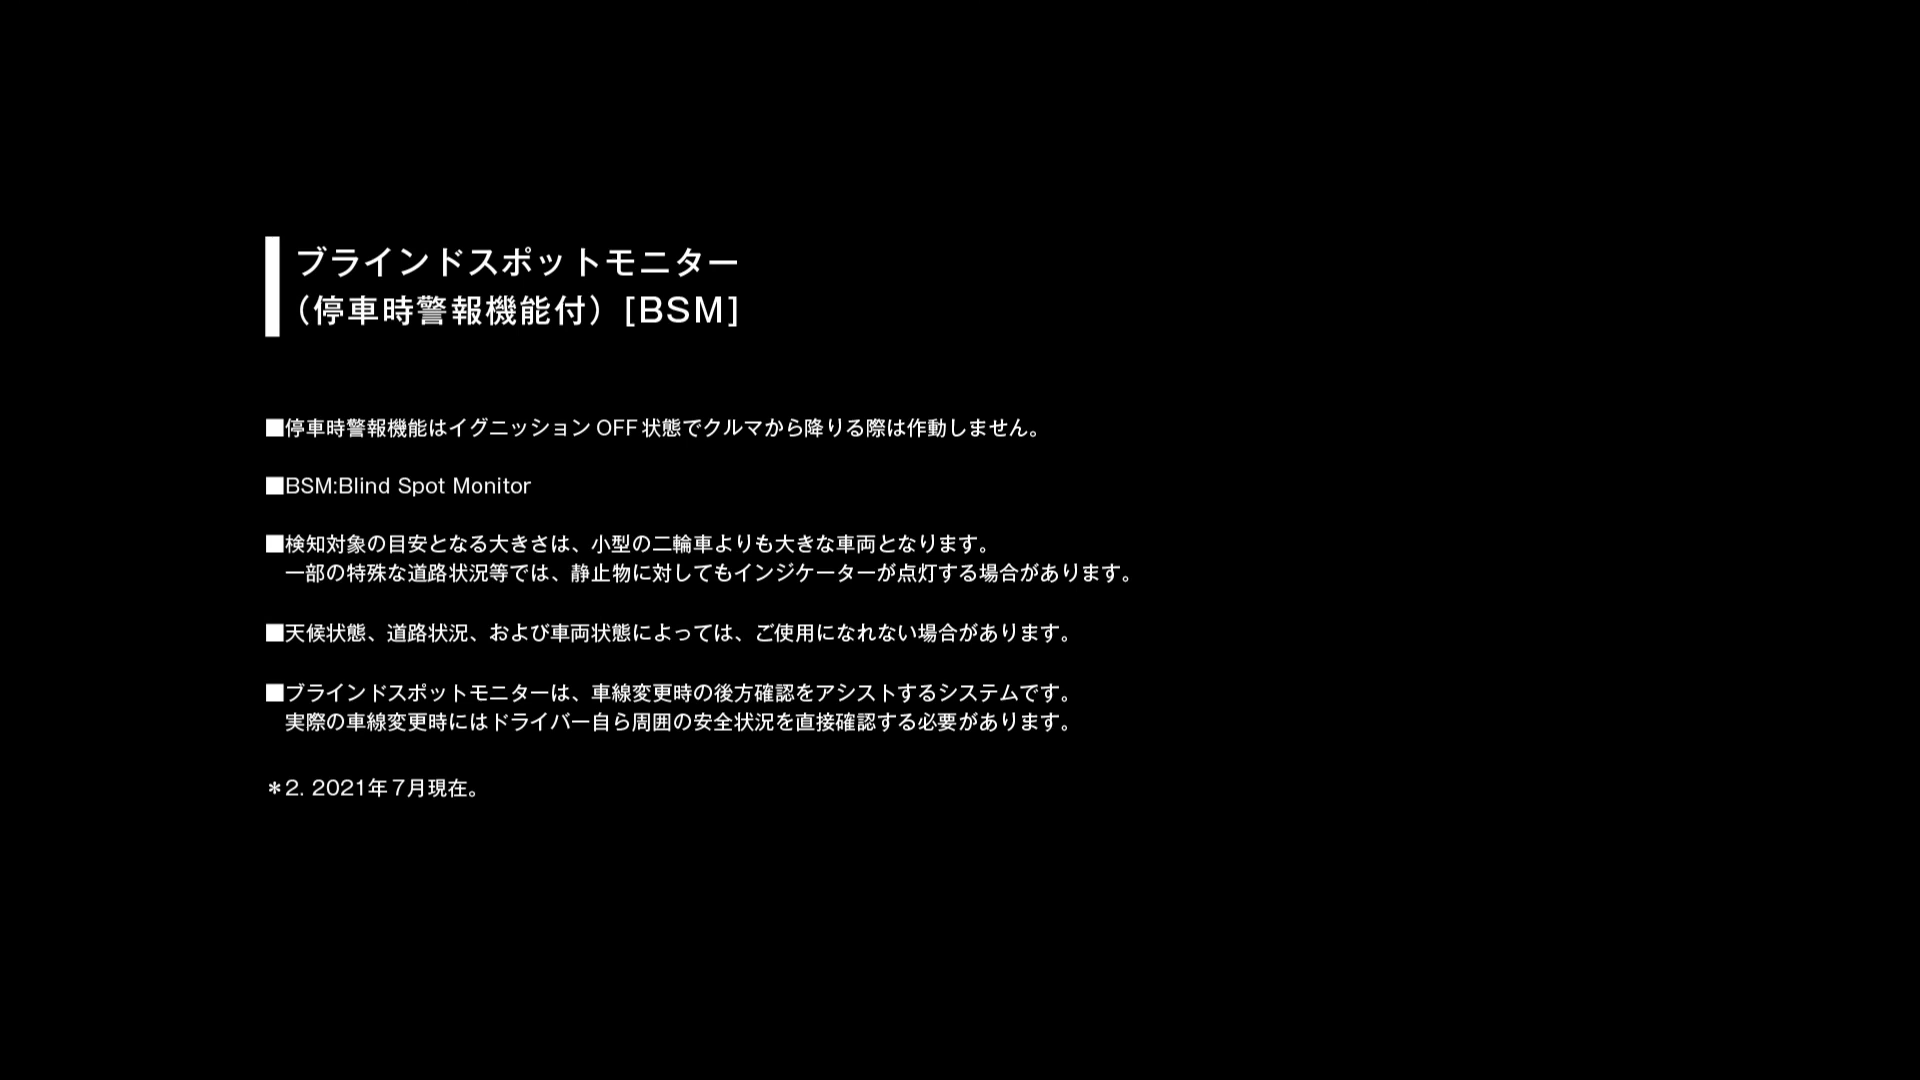 ブラインドスポットモニター
（停車時警報機能付）[BSM]
■停車時警報機能はイグニッション OFF 状態でクルマから降りる際は作動しません。
■BSM:Blind Spot Monitor
■検知対象の目安となる大きさは、小型の二輪車よりも大きな車両となります。
一部の特殊な道路状況等では、静止物に対してもインジケーターが点灯する場合があります。
■天候状態、道路状況、および車両状態によっては、ご使用になれない場合があります。
■ブラインドスポットモニターは、車線変更時の後方確認をアシストするシステムです。
実際の車線変更時にはドライバー自ら周囲の安全状況を直接確認する必要があります。
＊2. 2021年 7月現在。